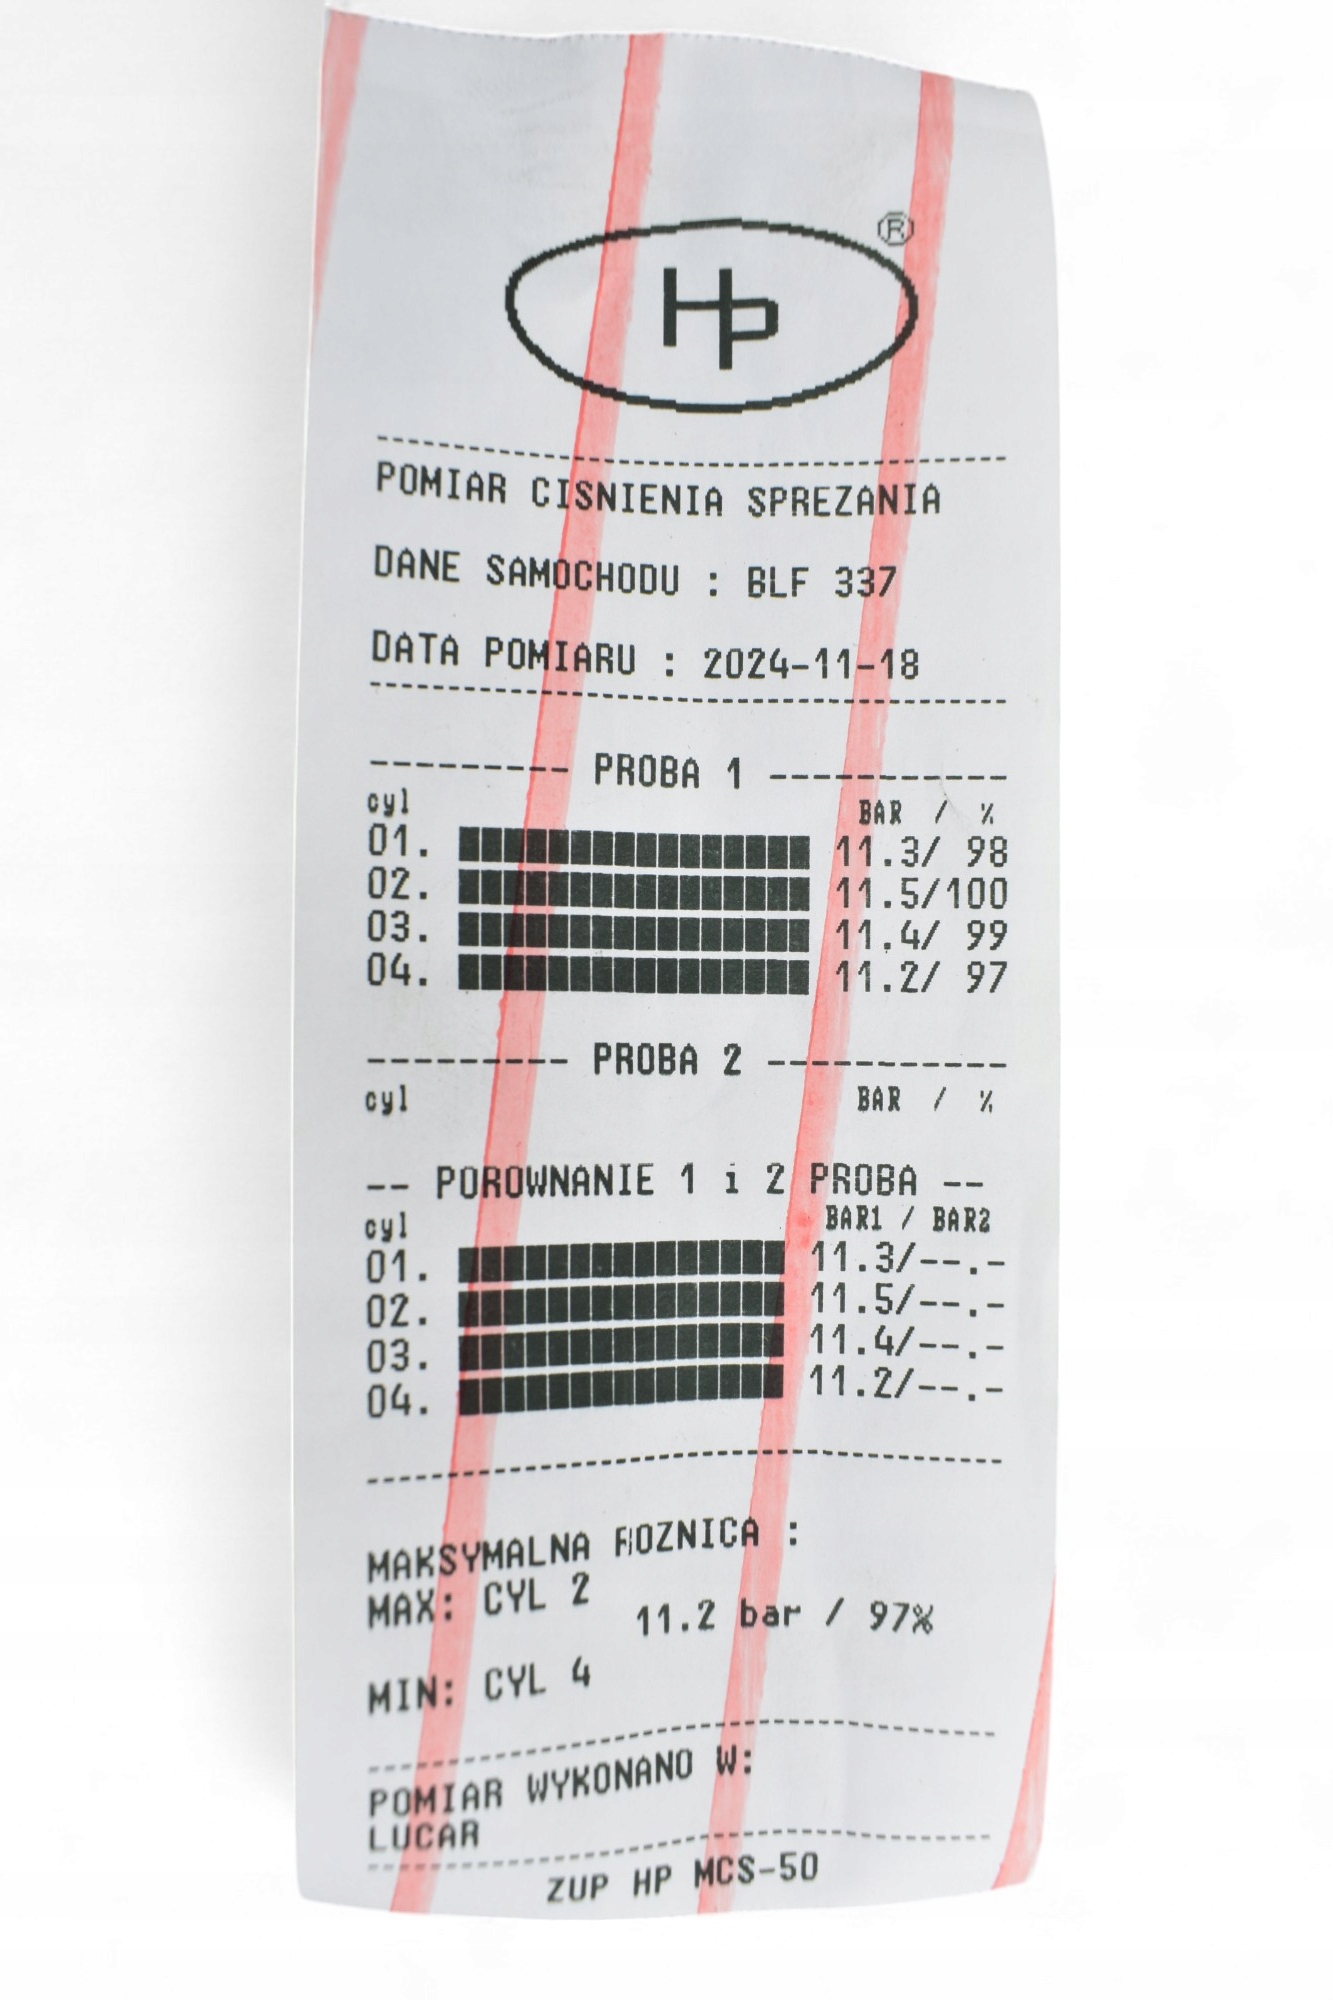 HP ®
POMIAR CISNIENIA SPREZANIA
DANE SAMOCHODU : BLF 337
DATA POMIARU : 2024-11-18
--------- PROBA 1 -----------
cyl BAR / %
01. 11.3/ 98
02. 11.5/100
03. 11.4/ 99
04. 11.2/ 97
--------- PROBA 2 -----------
cyl BAR / %
-- POROWNANIE 1 i 2 PROBA --
cyl BAR1 / BAR2
01. 11.3/--.-
02. 11.5/--.-
03. 11.4/--.-
04. 11.2/--.-
MAKSYMALNA ROZNICA :
MAX: CYL 2
11.2 bar / 97%
MIN: CYL 4
POMIAR WYKONANO W:
LUCAR
ZUP HP MCS-50